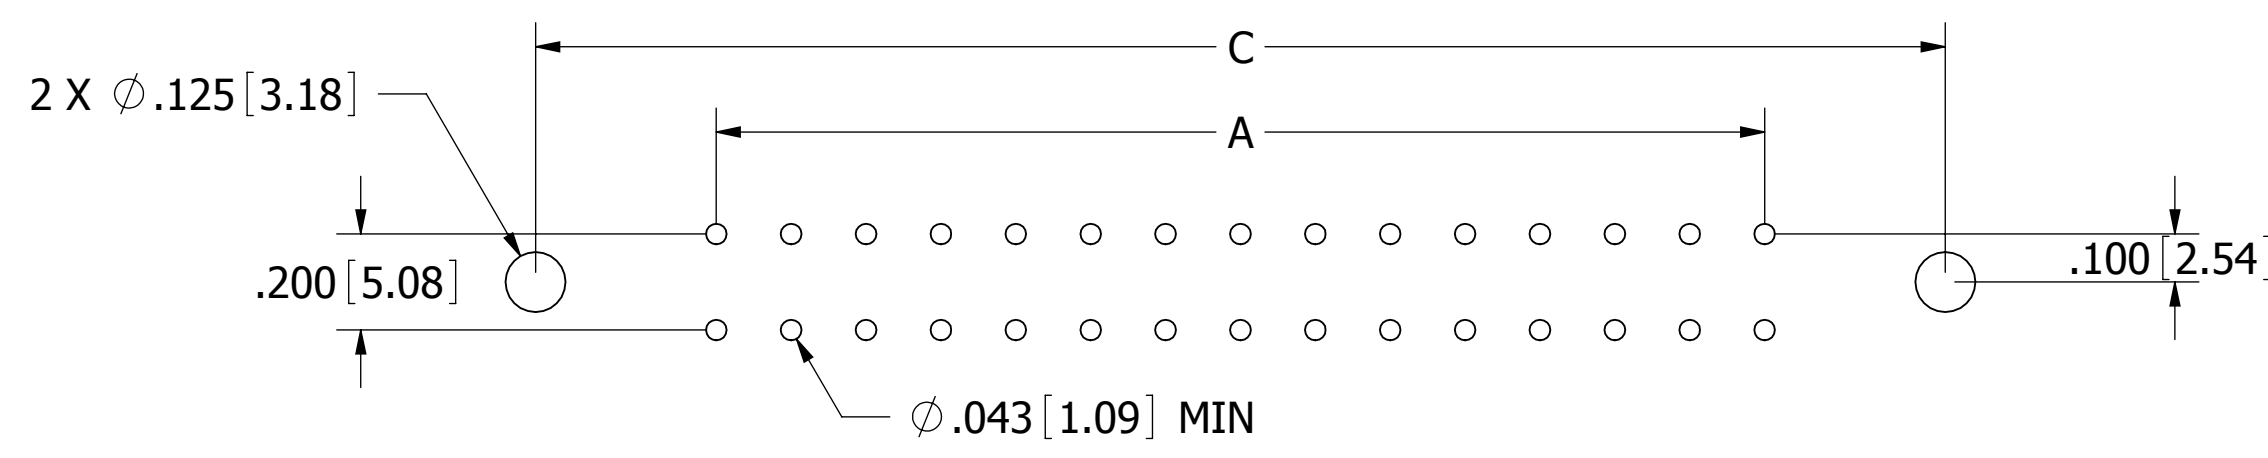 C
2 X ∅.125[3.18]
A
.200[5.08]
.100[2.54]
∅.043[1.09] MIN